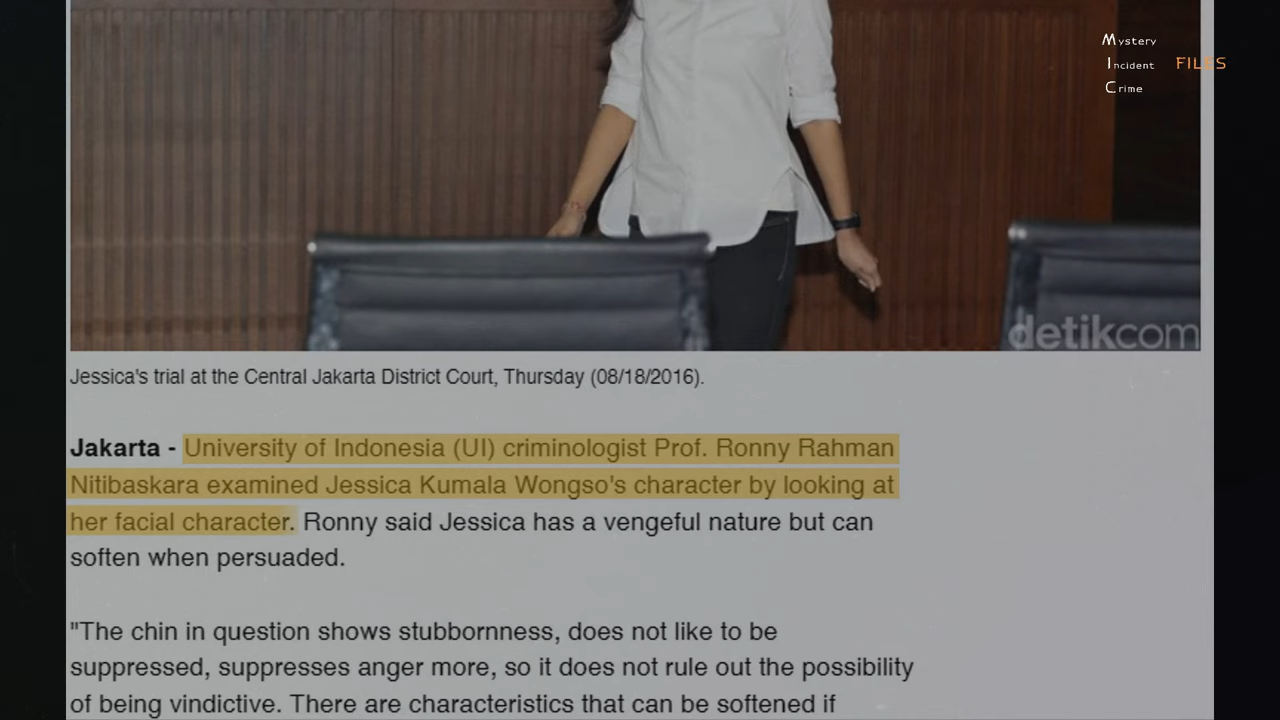 Mystery
Incident FILES
Crime
detikcom
Jessica's trial at the Central Jakarta District Court, Thursday (08/18/2016).
Jakarta - University of Indonesia (UI) criminologist Prof. Ronny Rahman
Nitibaskara examined Jessica Kumala Wongso's character by looking at
her facial character. Ronny said Jessica has a vengeful nature but can
soften when persuaded.
"The chin in question shows stubbornness, does not like to be
suppressed, suppresses anger more, so it does not rule out the possibility
of being vindictive. There are characteristics that can be softened if